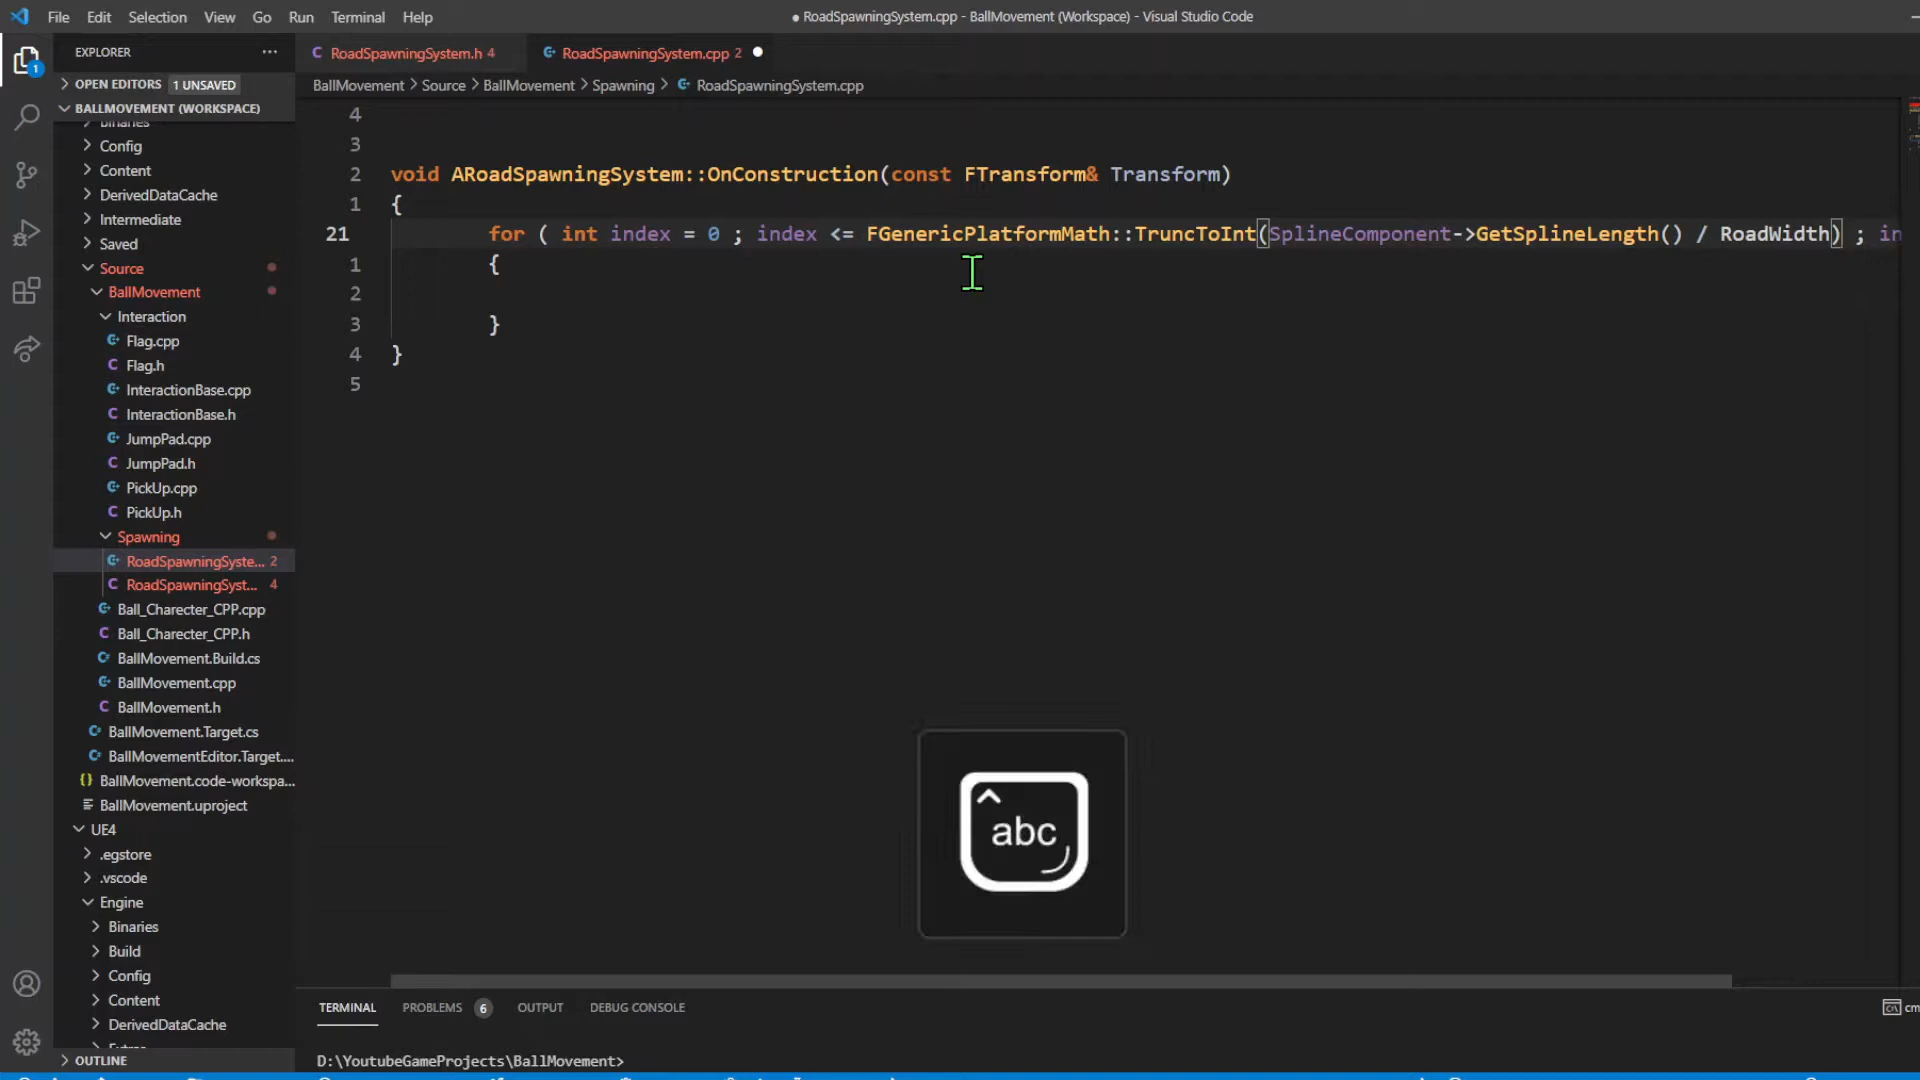 File Edit Selection View Go Run Terminal Help
● RoadSpawningSystem.cpp - BallMovement (Workspace) - Visual Studio Code
EXPLORER ···
RoadSpawningSystem.h 4
RoadSpawningSystem.cpp 2
OPEN EDITORS 1 UNSAVED
BallMovement > Source > BallMovement > Spawning > RoadSpawningSystem.cpp
BALLMOVEMENT (WORKSPACE)
Binaries
Config
Content
DerivedDataCache
Intermediate
Saved
Source
BallMovement
Interaction
Flag.cpp
Flag.h
InteractionBase.cpp
InteractionBase.h
JumpPad.cpp
JumpPad.h
PickUp.cpp
PickUp.h
Spawning
RoadSpawningSyste... 2
RoadSpawningSyst... 4
Ball_Charecter_CPP.cpp
Ball_Charecter_CPP.h
BallMovement.Build.cs
BallMovement.cpp
BallMovement.h
BallMovement.Target.cs
BallMovementEditor.Target....
BallMovement.code-workspa...
BallMovement.uproject
UE4
.egstore
.vscode
Engine
Binaries
Build
Config
Content
DerivedDataCache
OUTLINE
1
4
3
2 void ARoadSpawningSystem::OnConstruction(const FTransform& Transform)
1 {
21 for ( int index = 0 ; index <= FGenericPlatformMath::TruncToInt(SplineComponent->GetSplineLength() / RoadWidth) ; in
1 {
2
3 }
4 }
5
abc
TERMINAL PROBLEMS 6 OUTPUT DEBUG CONSOLE
cm
D:\YoutubeGameProjects\BallMovement>